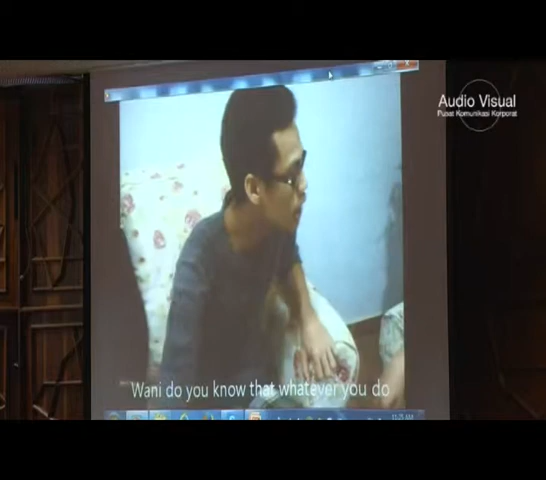 Audio Visual
Pusat Komunikasi Korporat
Wani do you know that whatever you do